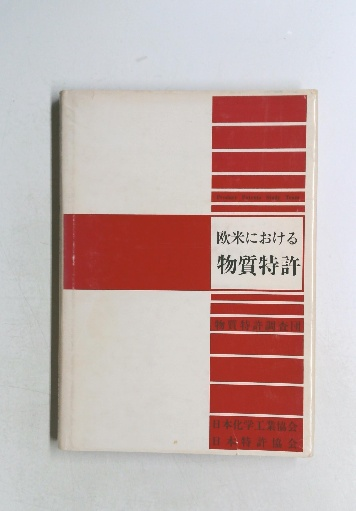 欧米における
物質特許
物質特許調査団
日本化学工業協会
日本特許協会